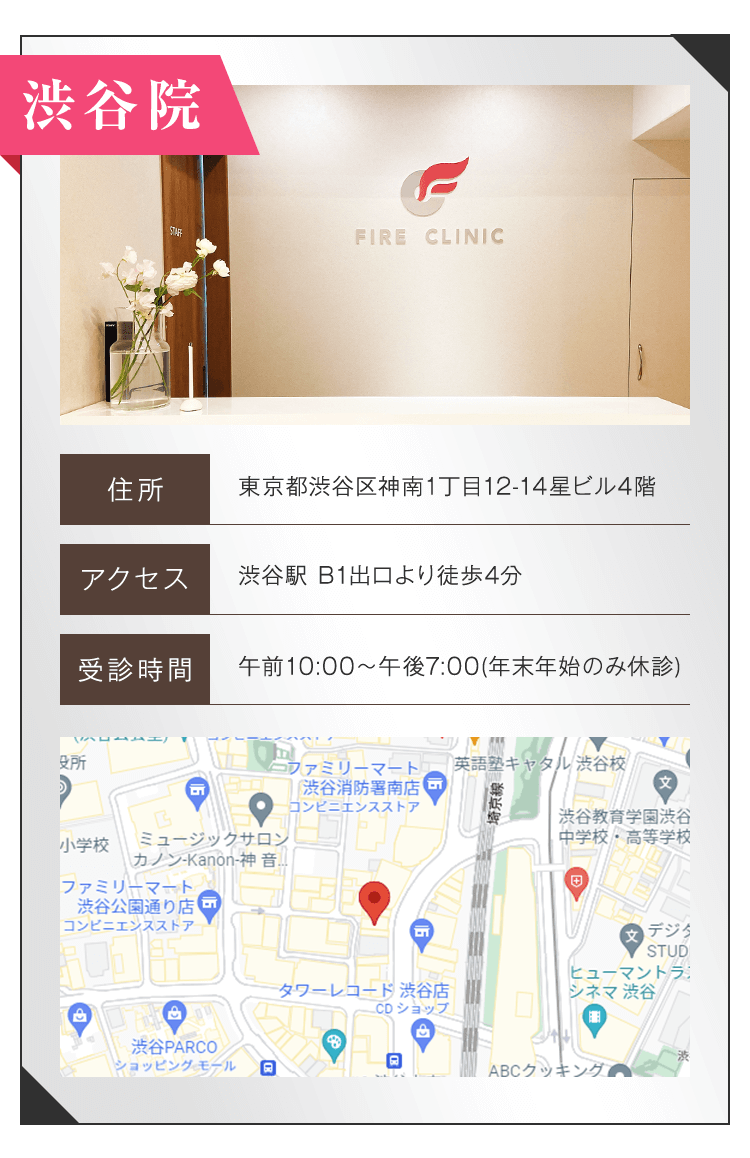 渋谷院
STAFF
FIRE CLINIC
住所
東京都渋谷区神南1丁目12-14星ビル4階
アクセス
渋谷駅 B1出口より徒歩4分
受診時間
午前10:00～午後7:00(年末年始のみ休診)
役所
ファミリーマート
渋谷消防署南店
コンビニエンスストア
英語塾キャタル 渋谷校
埼京線
小学校
ミュージックサロン
カノン-Kanon-神 音...
渋谷教育学園渋谷
中学校・高等学校
ファミリーマート
渋谷公園通り店
コンビニエンスストア
デジタ
STUD
ヒューマントラ
シネマ 渋谷
タワーレコード 渋谷店
CD ショップ
渋谷PARCO
ショッピング モール
ABCクッキング
渋